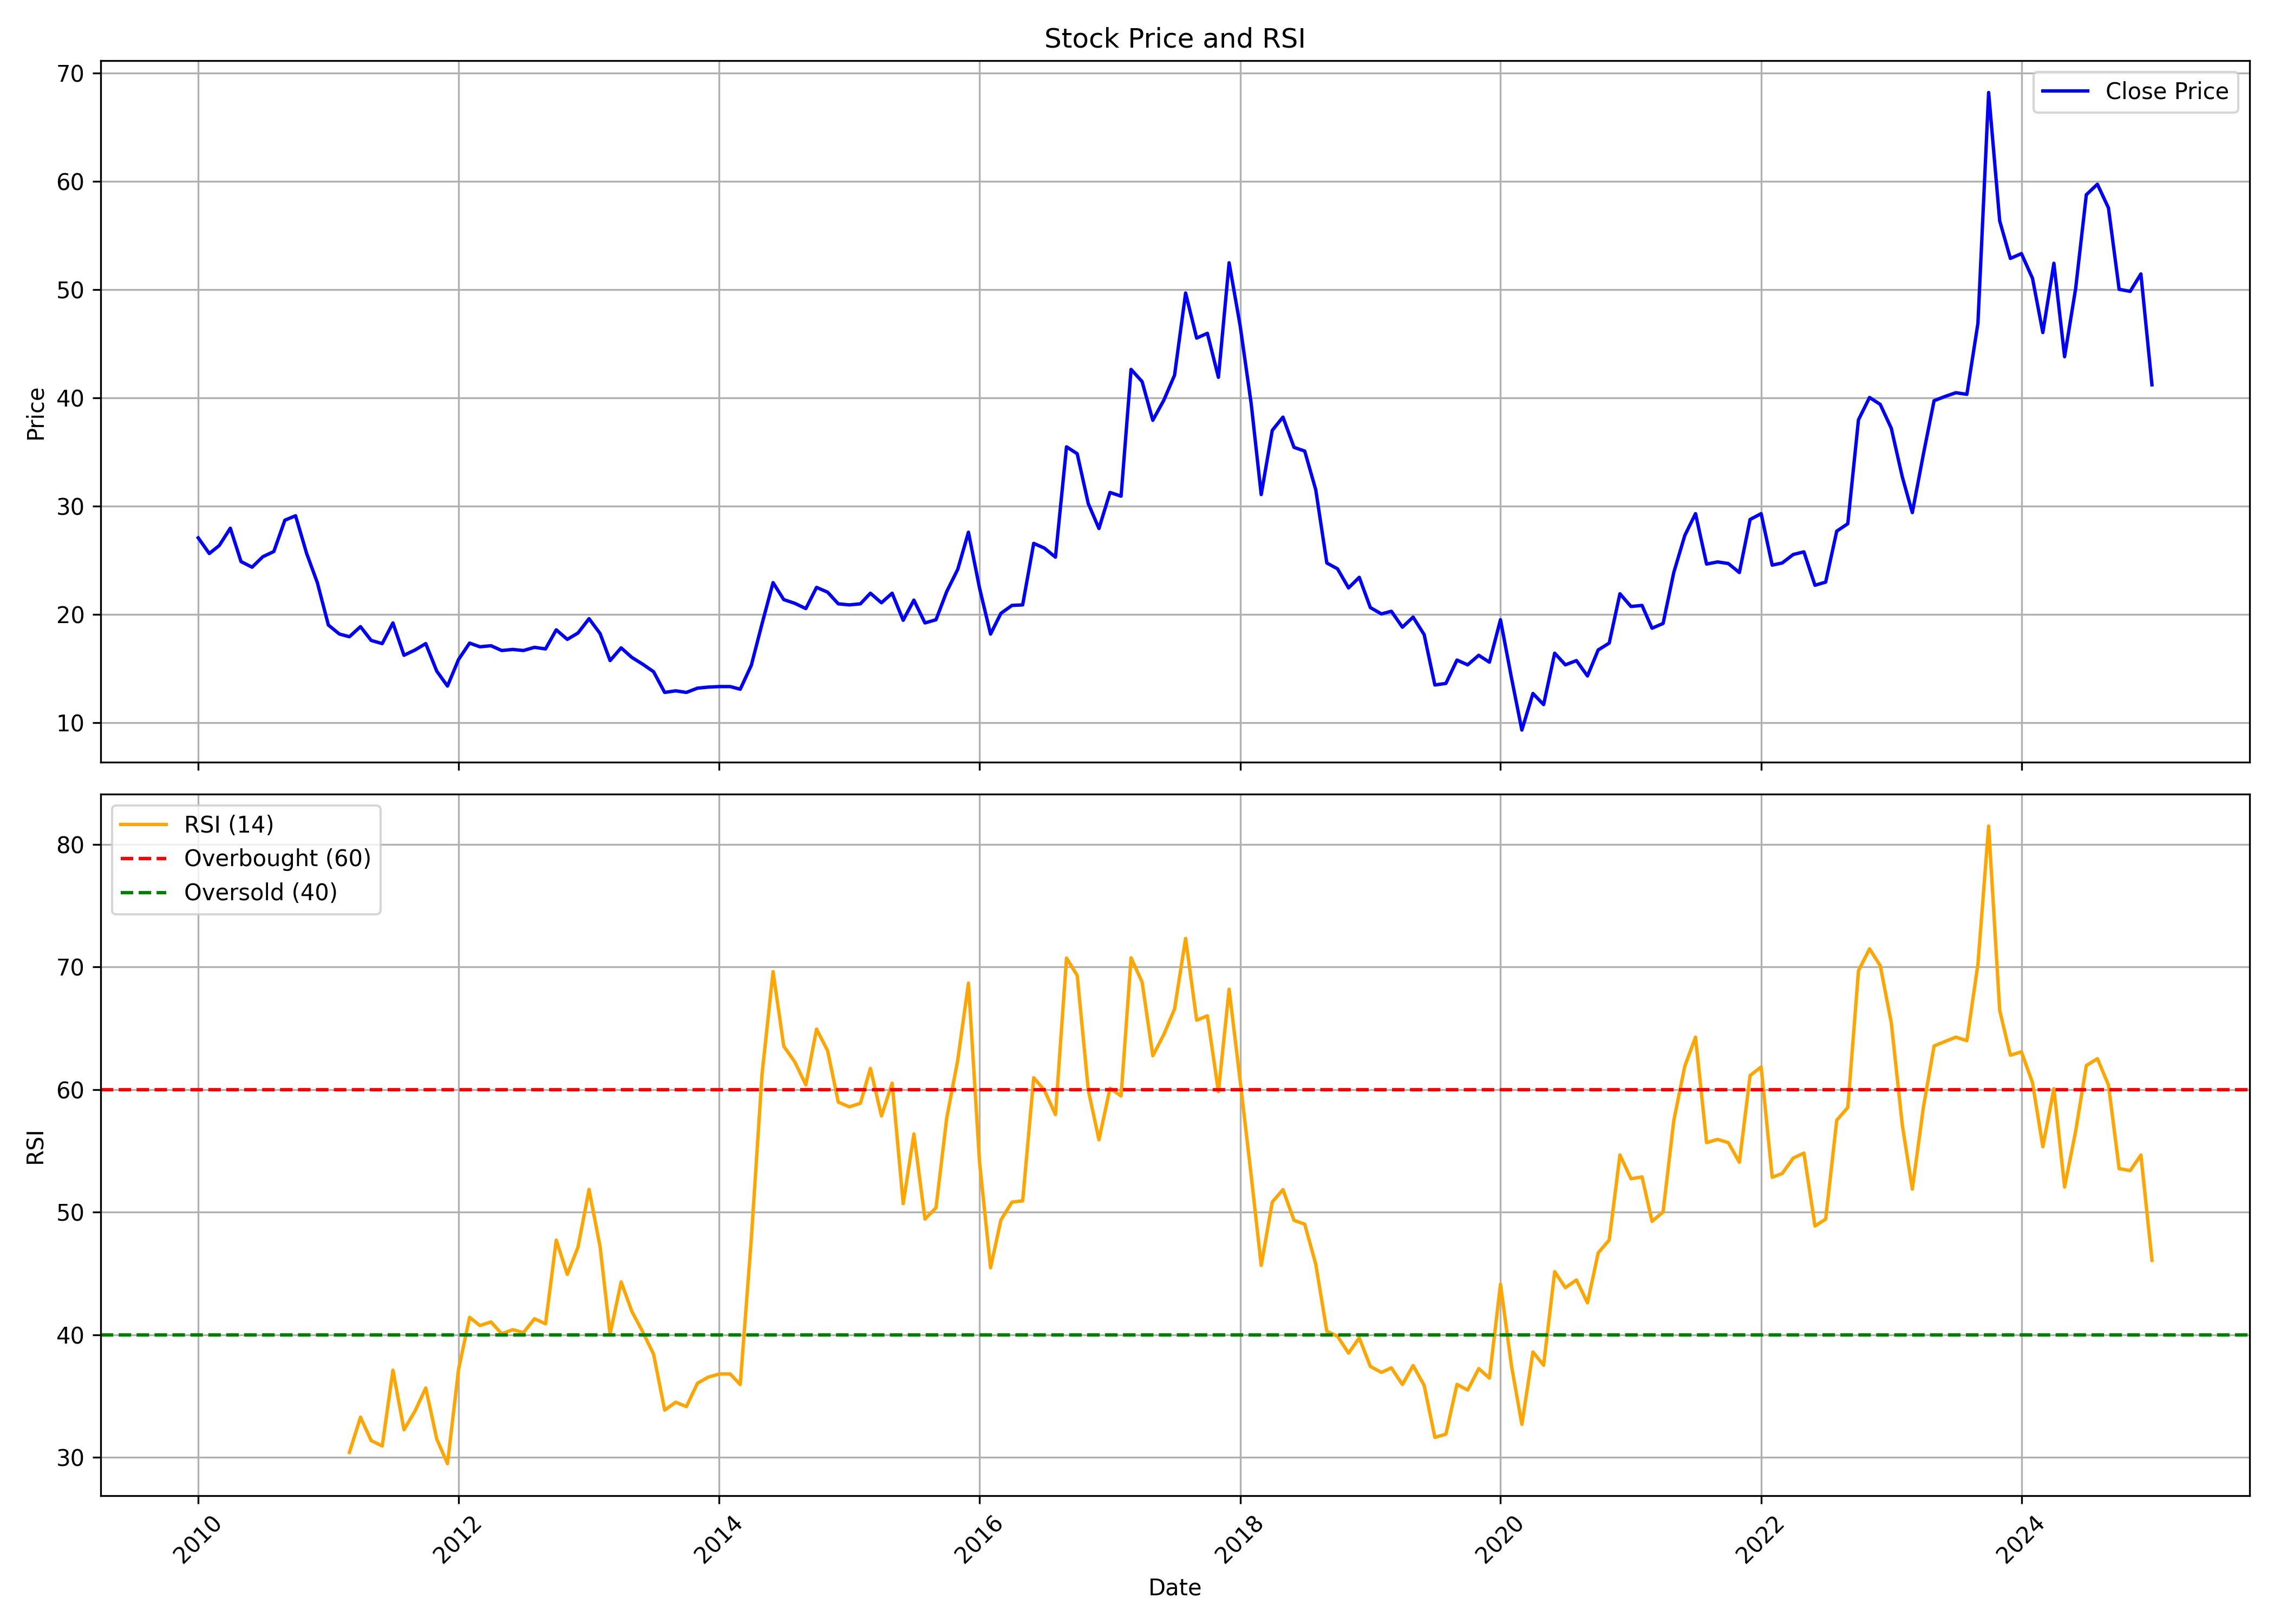 Stock Price and RSI
70
60
50
40
30
20
10
Price
Close Price
80
70
60
50
40
30
RSI
RSI (14)
Overbought (60)
Oversold (40)
2010
2012
2014
2016
2018
2020
2022
2024
Date